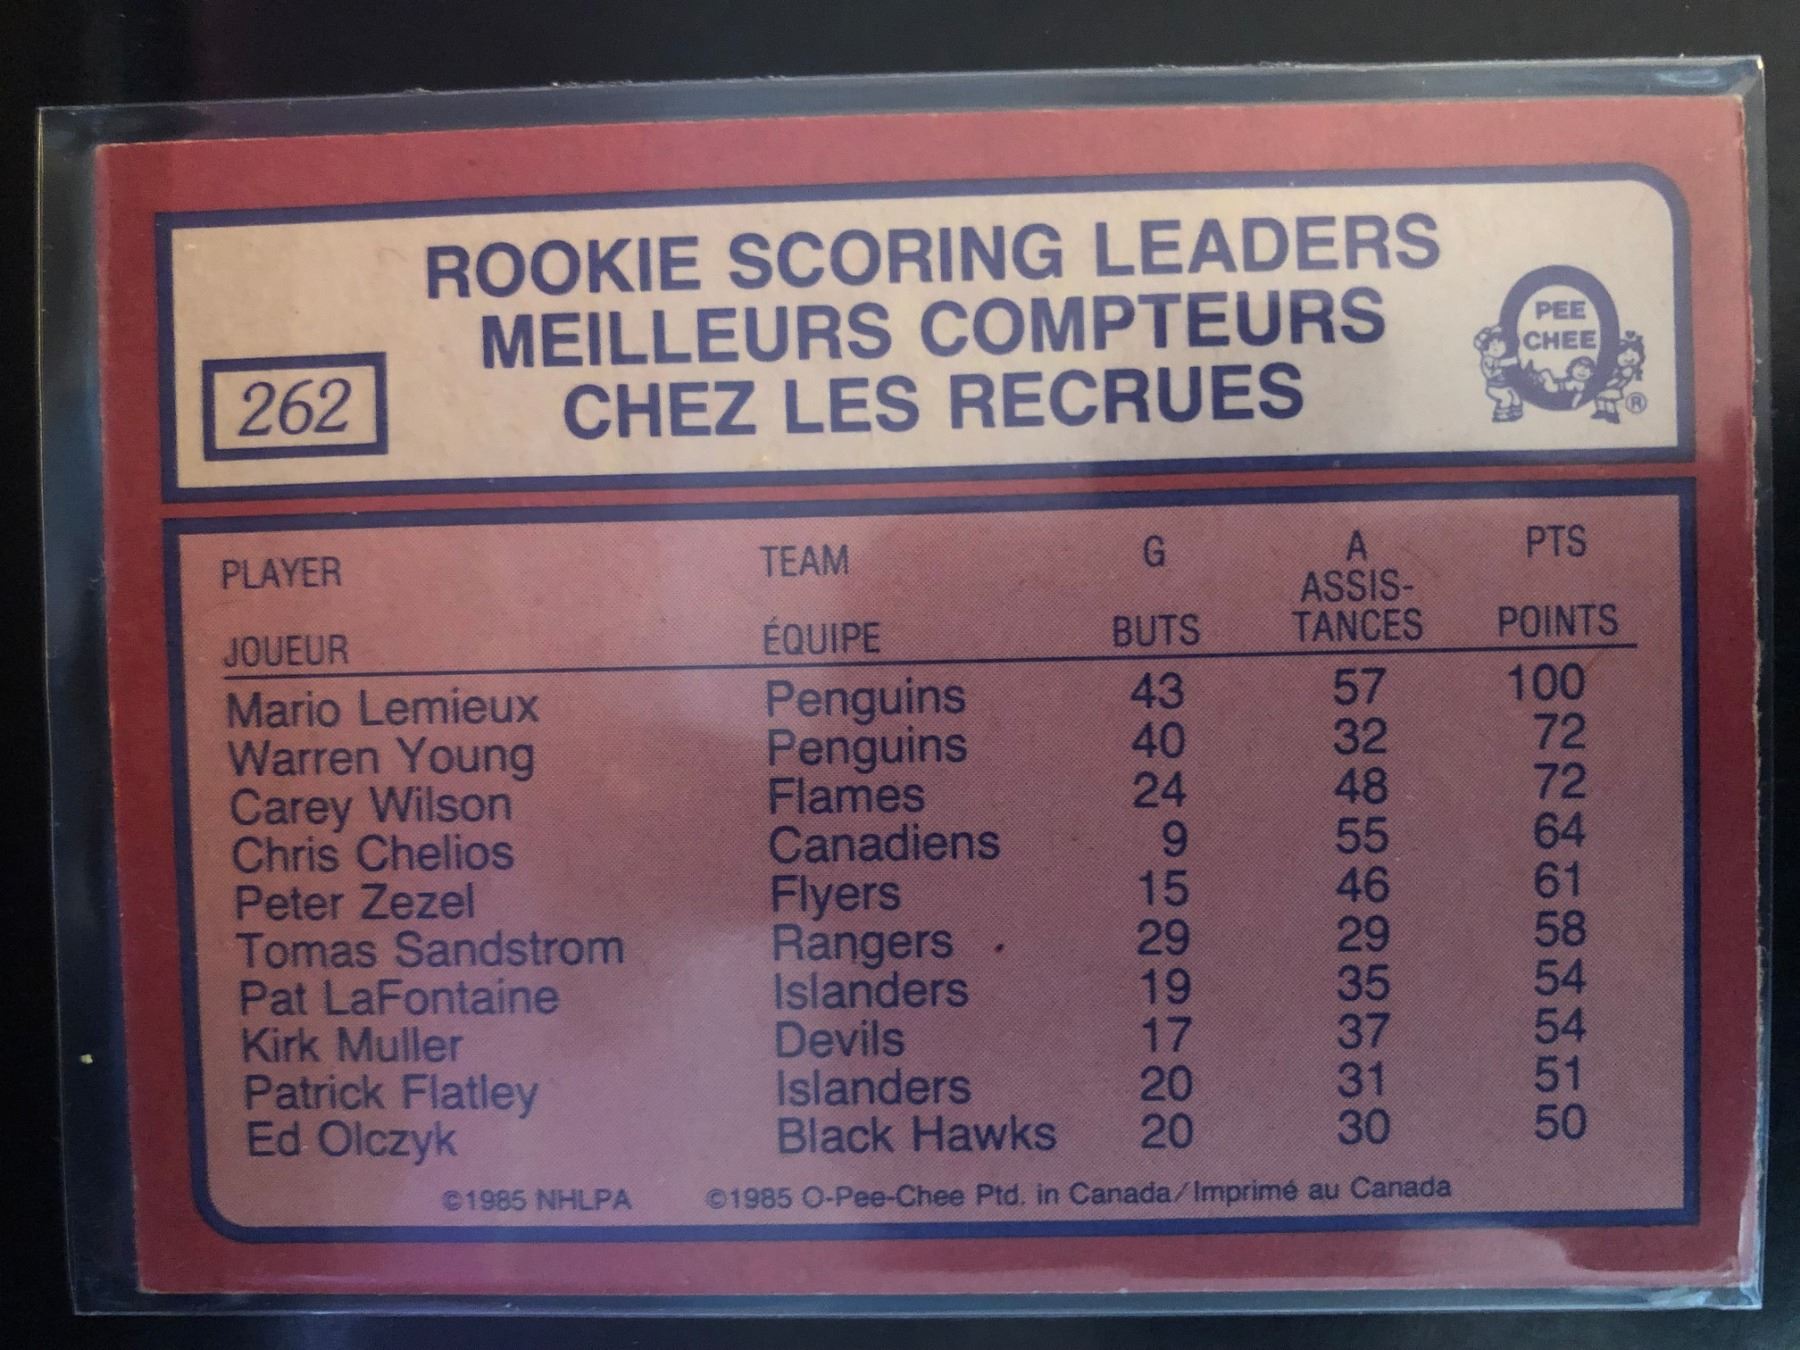 ROOKIE SCORING LEADERS
MEILLEURS COMPTEURS
CHEZ LES RECRUES
262
PEE
CHEE
®
PLAYER TEAM G A PTS
ASSIS-
JOUEUR ÉQUIPE BUTS TANCES POINTS
Mario Lemieux Penguins 43 57 100
Warren Young Penguins 40 32 72
Carey Wilson Flames 24 48 72
Chris Chelios Canadiens 9 55 64
Peter Zezel Flyers 15 46 61
Tomas Sandstrom Rangers 29 29 58
Pat LaFontaine Islanders 19 35 54
Kirk Muller Devils 17 37 54
Patrick Flatley Islanders 20 31 51
Ed Olczyk Black Hawks 20 30 50
©1985 NHLPA ©1985 O-Pee-Chee Ptd. in Canada/Imprimé au Canada